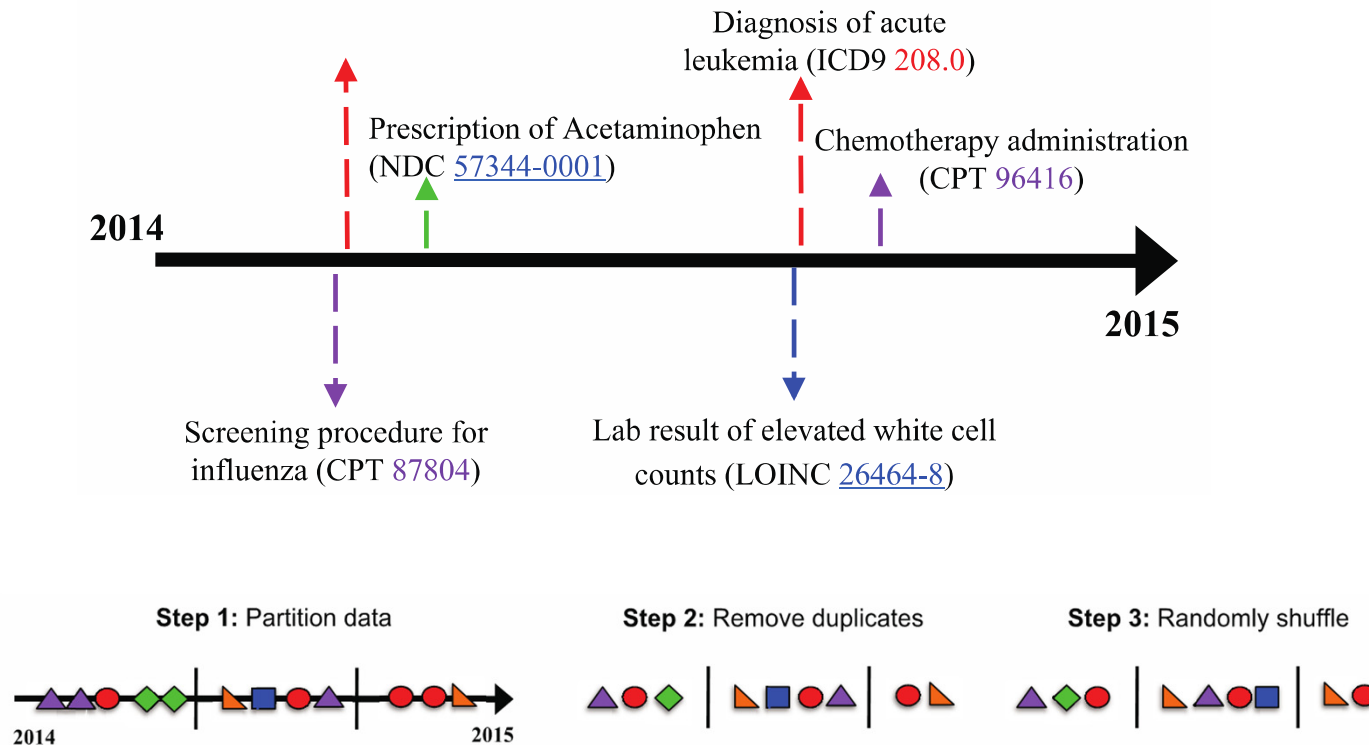 Diagnosis of acute
leukemia (ICD9 208.0)
Prescription of Acetaminophen
(NDC 57344-0001)
Chemotherapy administration
(CPT 96416)
2014
2015
Screening procedure for
influenza (CPT 87804)
Lab result of elevated white cell
counts (LOINC 26464-8)
Step 1: Partition data
Step 2: Remove duplicates
Step 3: Randomly shuffle
2014
2015